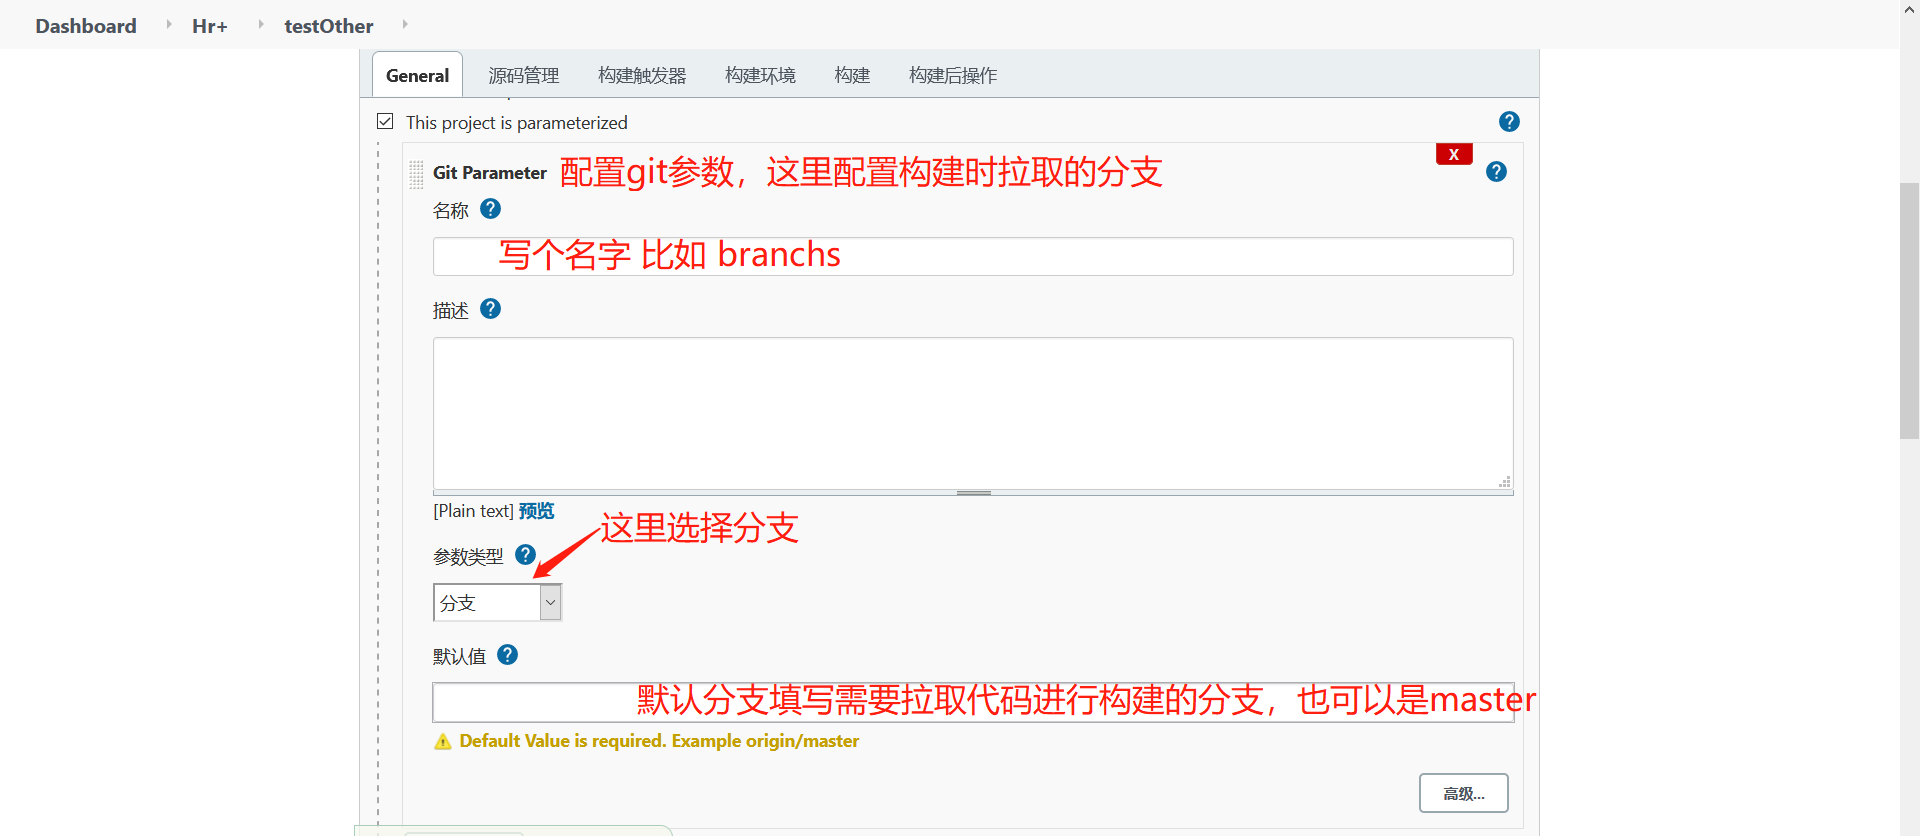 Dashboard Hr+ testOther
General 源码管理 构建触发器 构建环境 构建 构建后操作
This project is parameterized ?
X
Git Parameter 配置git参数，这里配置构建时拉取的分支 ?
名称 ?
写个名字 比如 branchs
描述 ?
[Plain text] 预览
这里选择分支
参数类型 ?
分支
默认值 ?
默认分支填写需要拉取代码进行构建的分支，也可以是master
Default Value is required. Example origin/master
高级...